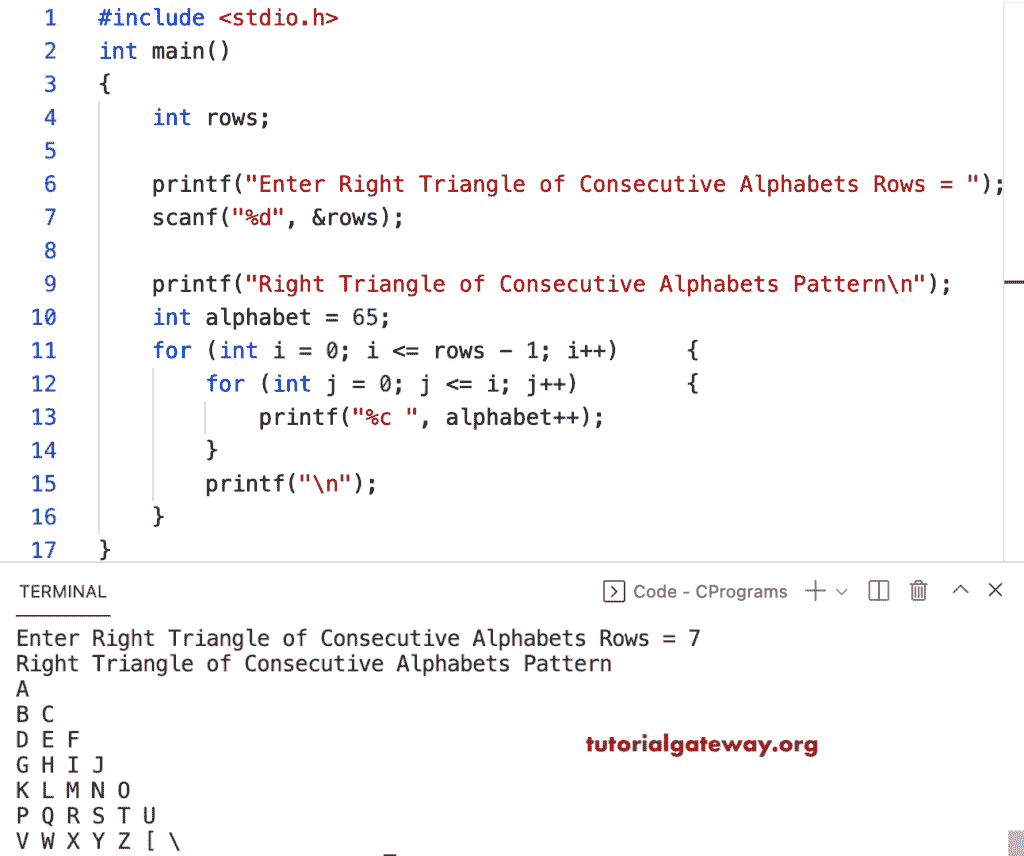 1 #include <stdio.h>
2 int main()
3 {
4     int rows;
5
6     printf("Enter Right Triangle of Consecutive Alphabets Rows = ");
7     scanf("%d", &rows);
8
9     printf("Right Triangle of Consecutive Alphabets Pattern\n");
10     int alphabet = 65;
11     for (int i = 0; i <= rows - 1; i++)     {
12         for (int j = 0; j <= i; j++)        {
13             printf("%c ", alphabet++);
14         }
15         printf("\n");
16     }
17 }
TERMINAL Code - CPrograms
Enter Right Triangle of Consecutive Alphabets Rows = 7
Right Triangle of Consecutive Alphabets Pattern
A
B C
D E F
tutorialgateway.org
G H I J
K L M N O
P Q R S T U
V W X Y Z [ \